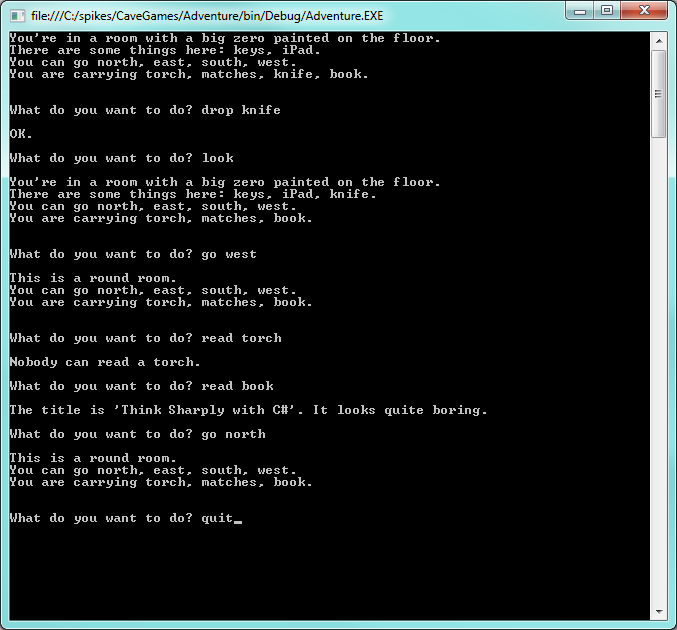 file:///C:/spikes/CaveGames/Adventure/bin/Debug/Adventure.EXE
You're in a room with a big zero painted on the floor.
There are some things here: keys, iPad.
You can go north, east, south, west.
You are carrying torch, matches, knife, book.
What do you want to do? drop knife
OK.
What do you want to do? look
You're in a room with a big zero painted on the floor.
There are some things here: keys, iPad, knife.
You can go north, east, south, west.
You are carrying torch, matches, book.
What do you want to do? go west
This is a round room.
You can go north, east, south, west.
You are carrying torch, matches, book.
What do you want to do? read torch
Nobody can read a torch.
What do you want to do? read book
The title is 'Think Sharply with C#'. It looks quite boring.
What do you want to do? go north
This is a round room.
You can go north, east, south, west.
You are carrying torch, matches, book.
What do you want to do? quit_